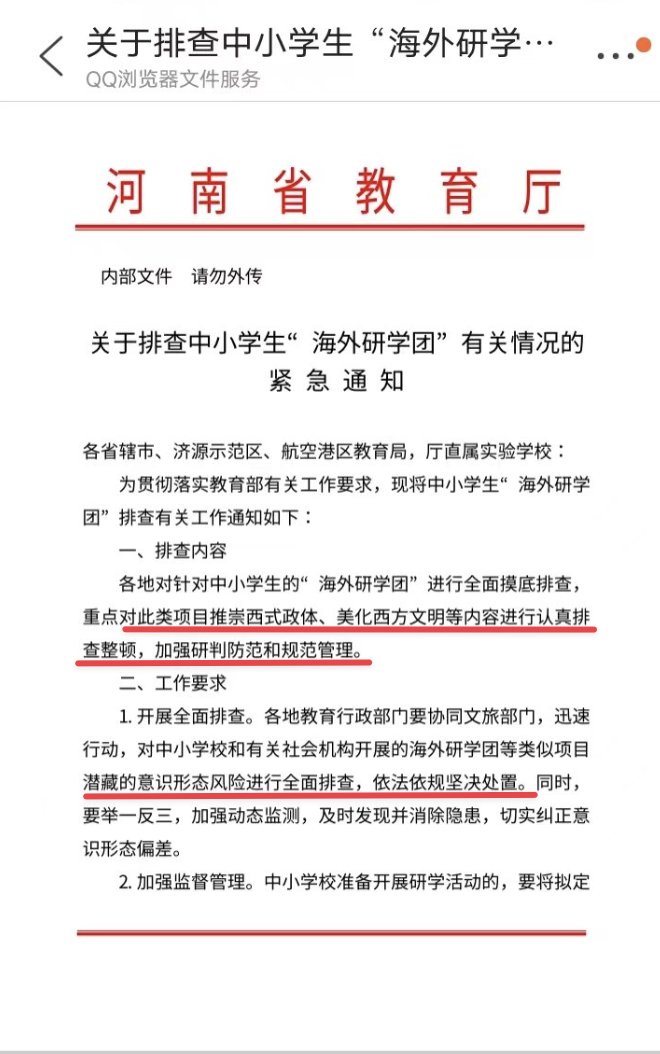 关于排查中小学生“海外研学…
QQ浏览器文件服务
河南省教育厅
内部文件 请勿外传
关于排查中小学生“海外研学团”有关情况的
紧急通知
各省辖市、济源示范区、航空港区教育局，厅直属实验学校：
为贯彻落实教育部有关工作要求，现将中小学生“海外研学
团”排查有关工作通知如下：
一、排查内容
各地对针对中小学生的“海外研学团”进行全面摸底排查，
重点对此类项目推崇西式政体、美化西方文明等内容进行认真排
查整顿，加强研判防范和规范管理。
二、工作要求
1. 开展全面排查。各地教育行政部门要协同文旅部门，迅速
行动，对中小学校和有关社会机构开展的海外研学团等类似项目
潜藏的意识形态风险进行全面排查，依法依规坚决处置。同时，
要举一反三，加强动态监测，及时发现并消除隐患，切实纠正意
识形态偏差。
2. 加强监督管理。中小学校准备开展研学活动的，要将拟定